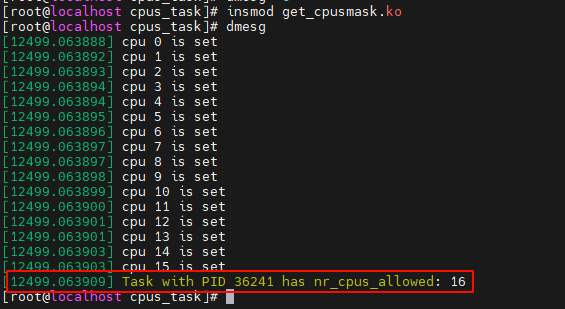 [root@localhost cpus_task]# insmod get_cpusmask.ko
[root@localhost cpus_task]# dmesg
[12499.063888] cpu 0 is set
[12499.063892] cpu 1 is set
[12499.063893] cpu 2 is set
[12499.063894] cpu 3 is set
[12499.063894] cpu 4 is set
[12499.063895] cpu 5 is set
[12499.063896] cpu 6 is set
[12499.063897] cpu 7 is set
[12499.063897] cpu 8 is set
[12499.063898] cpu 9 is set
[12499.063899] cpu 10 is set
[12499.063900] cpu 11 is set
[12499.063901] cpu 12 is set
[12499.063901] cpu 13 is set
[12499.063903] cpu 14 is set
[12499.063903] cpu 15 is set
[12499.063909] Task with PID 36241 has nr_cpus_allowed: 16
[root@localhost cpus_task]#